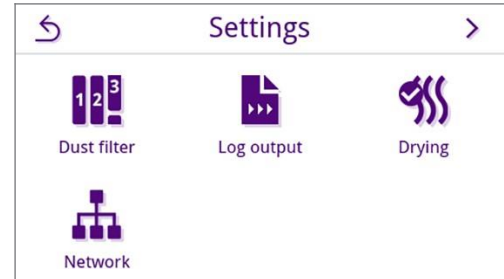 Settings
1 2 3
Dust filter
Log output
Drying
Network